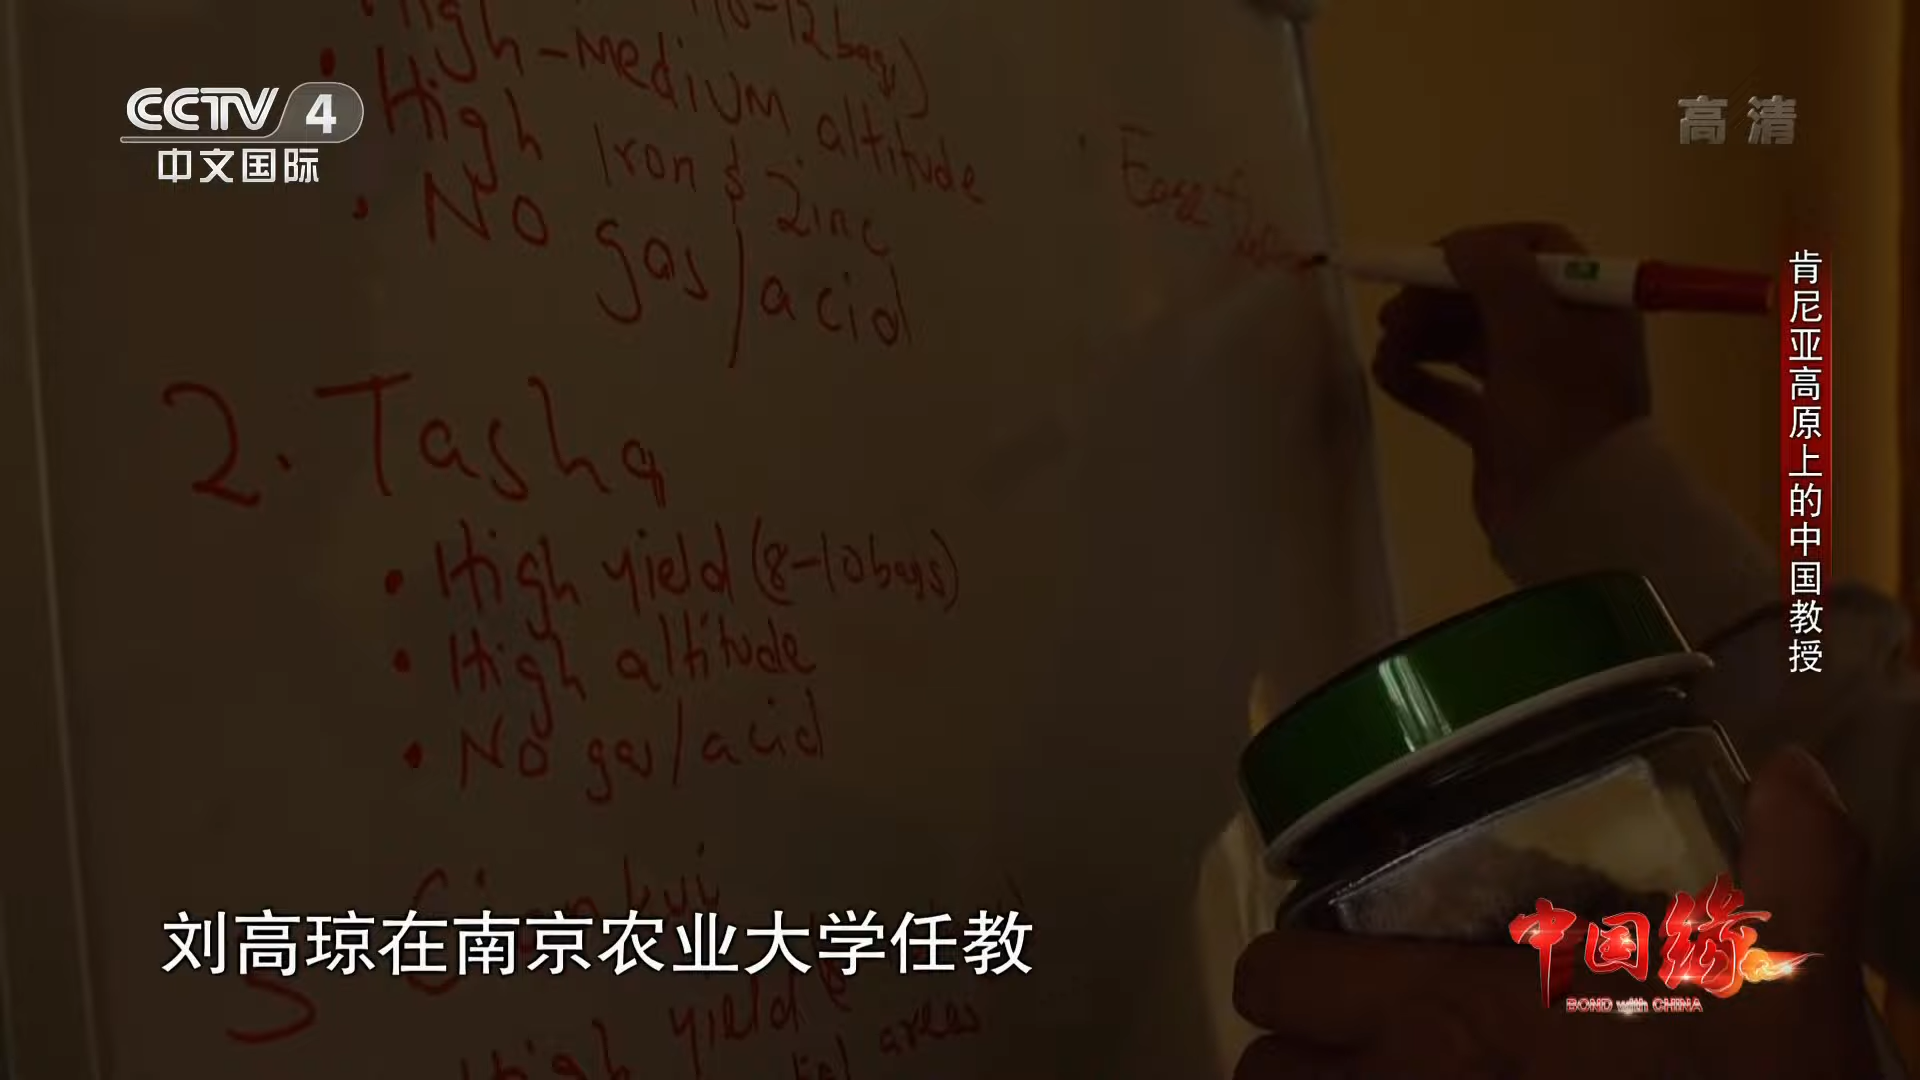 CCTV 4
中文国际
高清
High (10-12bags)
High-medium altitude
High Iron & Zinc
No gas/acid
2. Tasha
High yield (8-10bags)
High altitude
No gas/acid
High yield
areas
肯尼亚高原上的中国教授
刘高琼在南京农业大学任教
中国缘
BOND with CHINA